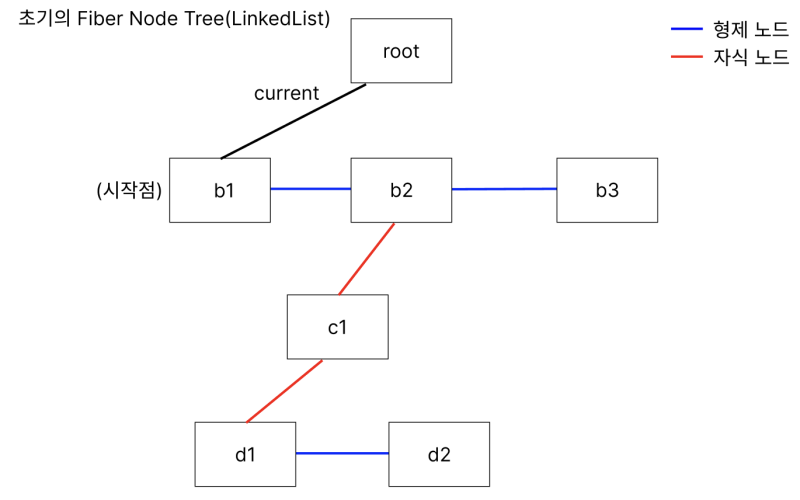 초기의 Fiber Node Tree(LinkedList)
형제 노드
자식 노드
root
current
(시작점)
b1
b2
b3
c1
d1
d2